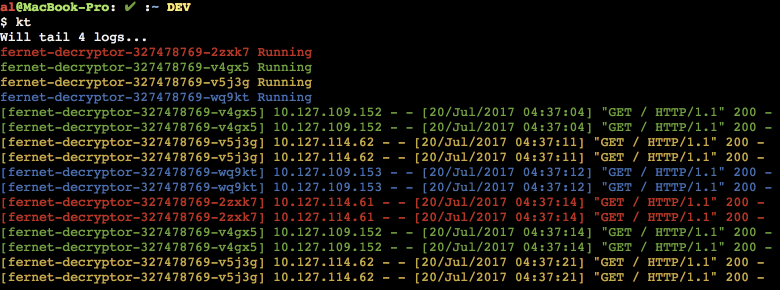 al@MacBook-Pro: ✔ :~ DEV
$ kt
Will tail 4 logs...
fernet-decryptor-327478769-2zxk7 Running
fernet-decryptor-327478769-v4gx5 Running
fernet-decryptor-327478769-v5j3g Running
fernet-decryptor-327478769-wq9kt Running
[fernet-decryptor-327478769-v4gx5] 10.127.109.152 - - [20/Jul/2017 04:37:04] "GET / HTTP/1.1" 200 -
[fernet-decryptor-327478769-v4gx5] 10.127.109.152 - - [20/Jul/2017 04:37:04] "GET / HTTP/1.1" 200 -
[fernet-decryptor-327478769-v5j3g] 10.127.114.62 - - [20/Jul/2017 04:37:11] "GET / HTTP/1.1" 200 -
[fernet-decryptor-327478769-v5j3g] 10.127.114.62 - - [20/Jul/2017 04:37:11] "GET / HTTP/1.1" 200 -
[fernet-decryptor-327478769-wq9kt] 10.127.109.153 - - [20/Jul/2017 04:37:12] "GET / HTTP/1.1" 200 -
[fernet-decryptor-327478769-wq9kt] 10.127.109.153 - - [20/Jul/2017 04:37:12] "GET / HTTP/1.1" 200 -
[fernet-decryptor-327478769-2zxk7] 10.127.114.61 - - [20/Jul/2017 04:37:14] "GET / HTTP/1.1" 200 -
[fernet-decryptor-327478769-2zxk7] 10.127.114.61 - - [20/Jul/2017 04:37:14] "GET / HTTP/1.1" 200 -
[fernet-decryptor-327478769-v4gx5] 10.127.109.152 - - [20/Jul/2017 04:37:14] "GET / HTTP/1.1" 200 -
[fernet-decryptor-327478769-v4gx5] 10.127.109.152 - - [20/Jul/2017 04:37:14] "GET / HTTP/1.1" 200 -
[fernet-decryptor-327478769-v5j3g] 10.127.114.62 - - [20/Jul/2017 04:37:21] "GET / HTTP/1.1" 200 -
[fernet-decryptor-327478769-v5j3g] 10.127.114.62 - - [20/Jul/2017 04:37:21] "GET / HTTP/1.1" 200 -